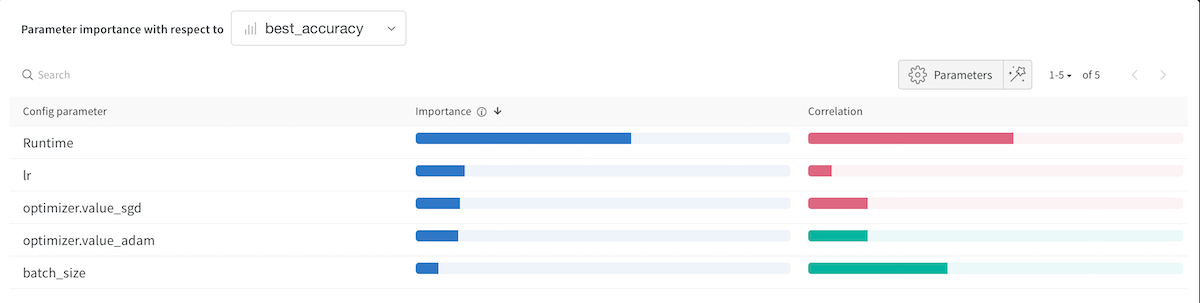 Parameter importance with respect to best_accuracy
Search Parameters 1-5 of 5
Config parameter Importance Correlation
Runtime
lr
optimizer.value_sgd
optimizer.value_adam
batch_size